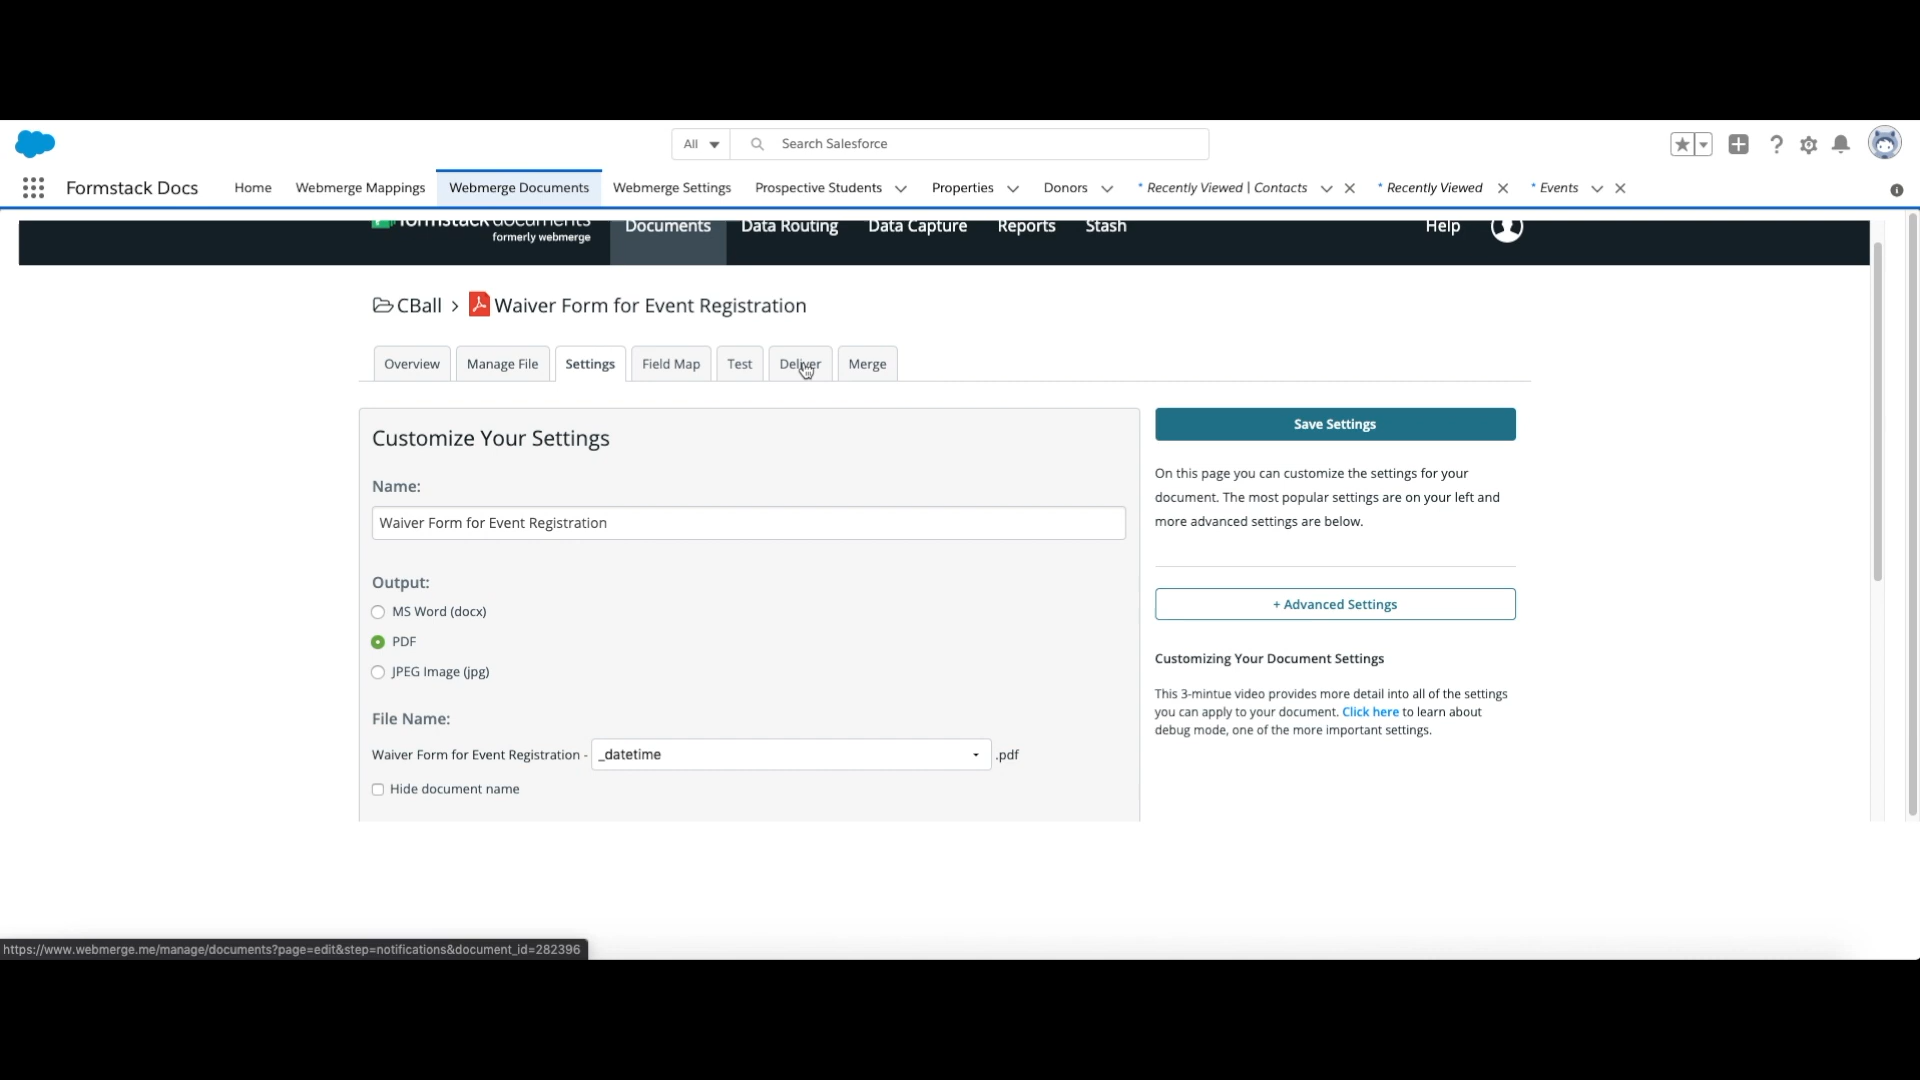 All
Search Salesforce
Formstack Docs
Home
Webmerge Mappings
Webmerge Documents
Webmerge Settings
Prospective Students
Properties
Donors
* Recently Viewed | Contacts
* Recently Viewed
* Events
formstack documents
formerly webmerge
Documents
Data Routing
Data Capture
Reports
Stash
Help
CBall > Waiver Form for Event Registration
Overview
Manage File
Settings
Field Map
Test
Deliver
Merge
Customize Your Settings
Name:
Waiver Form for Event Registration
Output:
MS Word (docx)
PDF
JPEG Image (jpg)
File Name:
Waiver Form for Event Registration - _datetime .pdf
Hide document name
Save Settings
On this page you can customize the settings for your
document. The most popular settings are on your left and
more advanced settings are below.
+ Advanced Settings
Customizing Your Document Settings
This 3-mintue video provides more detail into all of the settings
you can apply to your document. Click here to learn about
debug mode, one of the more important settings.
https://www.webmerge.me/manage/documents?page=edit&step=notifications&document_id=282396